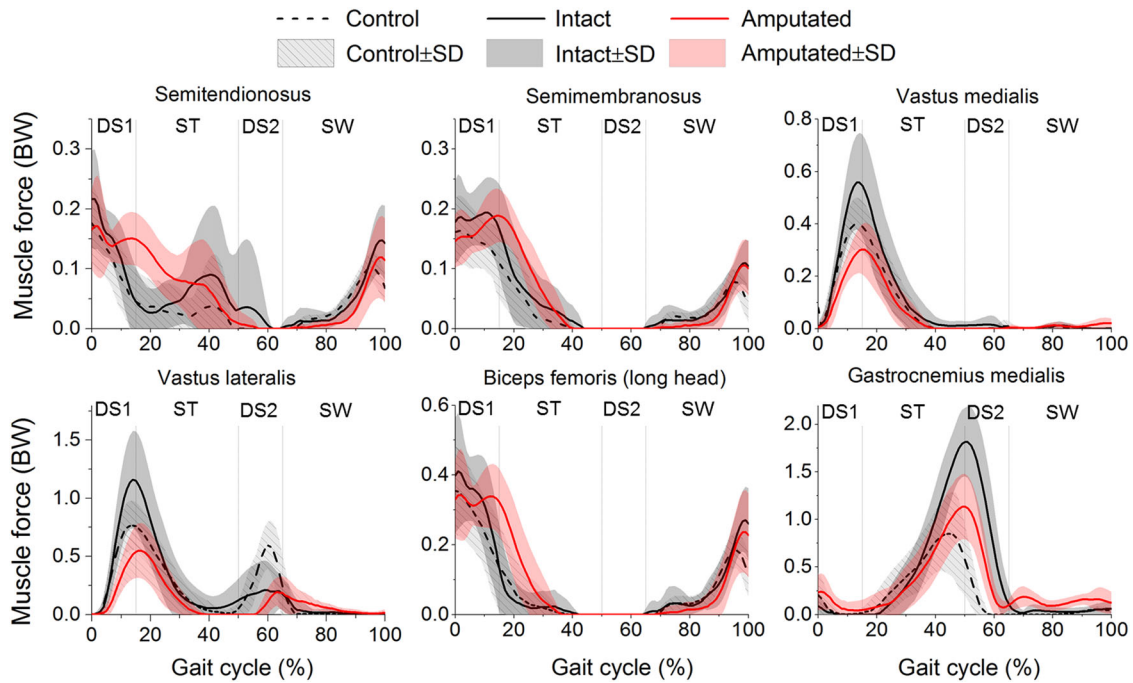 Control Intact Amputated
Control±SD Intact±SD Amputated±SD
Semitendionosus
DS1 ST DS2 SW
0.3
0.2
0.1
0.0
0 20 40 60 80 100
Muscle force (BW)
Semimembranosus
DS1 ST DS2 SW
0.3
0.2
0.1
0.0
0 20 40 60 80 100
Vastus medialis
DS1 ST DS2 SW
0.8
0.6
0.4
0.2
0.0
0 20 40 60 80 100
Vastus lateralis
DS1 ST DS2 SW
1.5
1.0
0.5
0.0
0 20 40 60 80 100
Muscle force (BW)
Gait cycle (%)
Biceps femoris (long head)
DS1 ST DS2 SW
0.6
0.4
0.2
0.0
0 20 40 60 80 100
Gait cycle (%)
Gastrocnemius medialis
DS1 ST DS2 SW
2.0
1.5
1.0
0.5
0.0
0 20 40 60 80 100
Gait cycle (%)